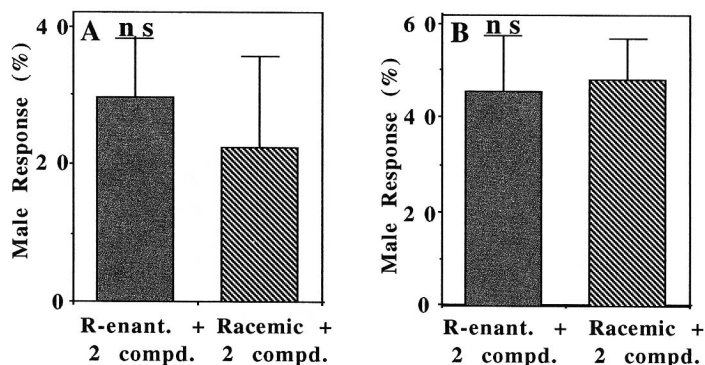 A n s
Male Response (%)
4 0
2 0
0
R-enant. + Racemic +
2 compd. 2 compd.
B n s
Male Response (%)
6 0
4 0
2 0
0
R-enant. + Racemic +
2 compd. 2 compd.